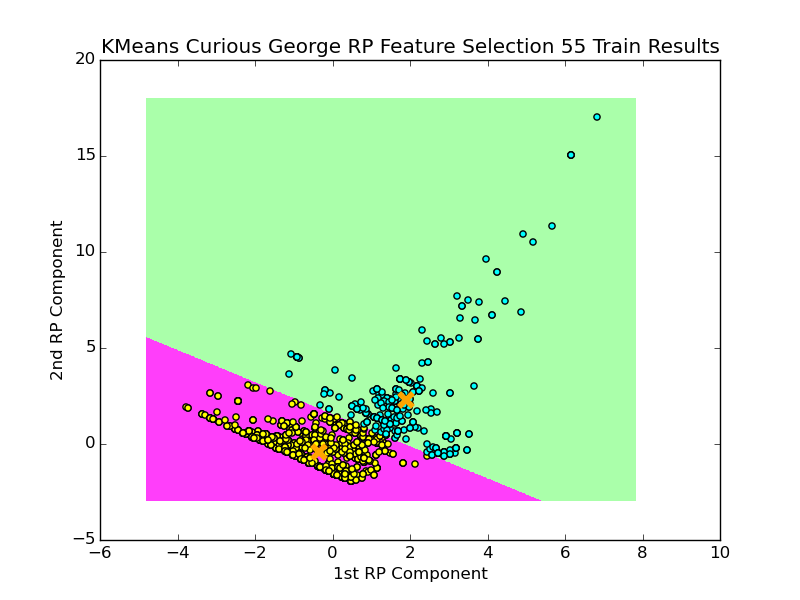 KMeans Curious George RP Feature Selection 55 Train Results
20
15
10
5
0
−5
2nd RP Component
−6 −4 −2 0 2 4 6 8 10
1st RP Component